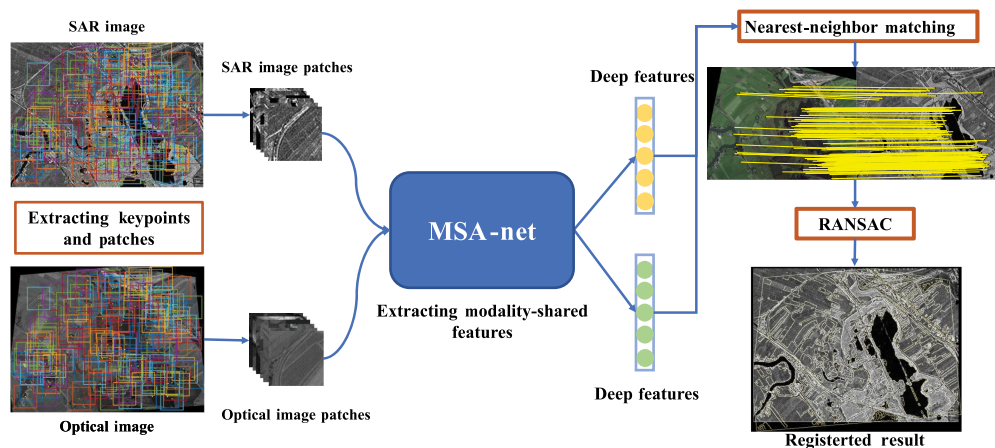 SAR image
Extracting keypoints
and patches
Optical image
SAR image patches
Optical image patches
MSA-net
Extracting modality-shared
features
Deep features
Deep features
Nearest-neighbor matching
RANSAC
Registerted result